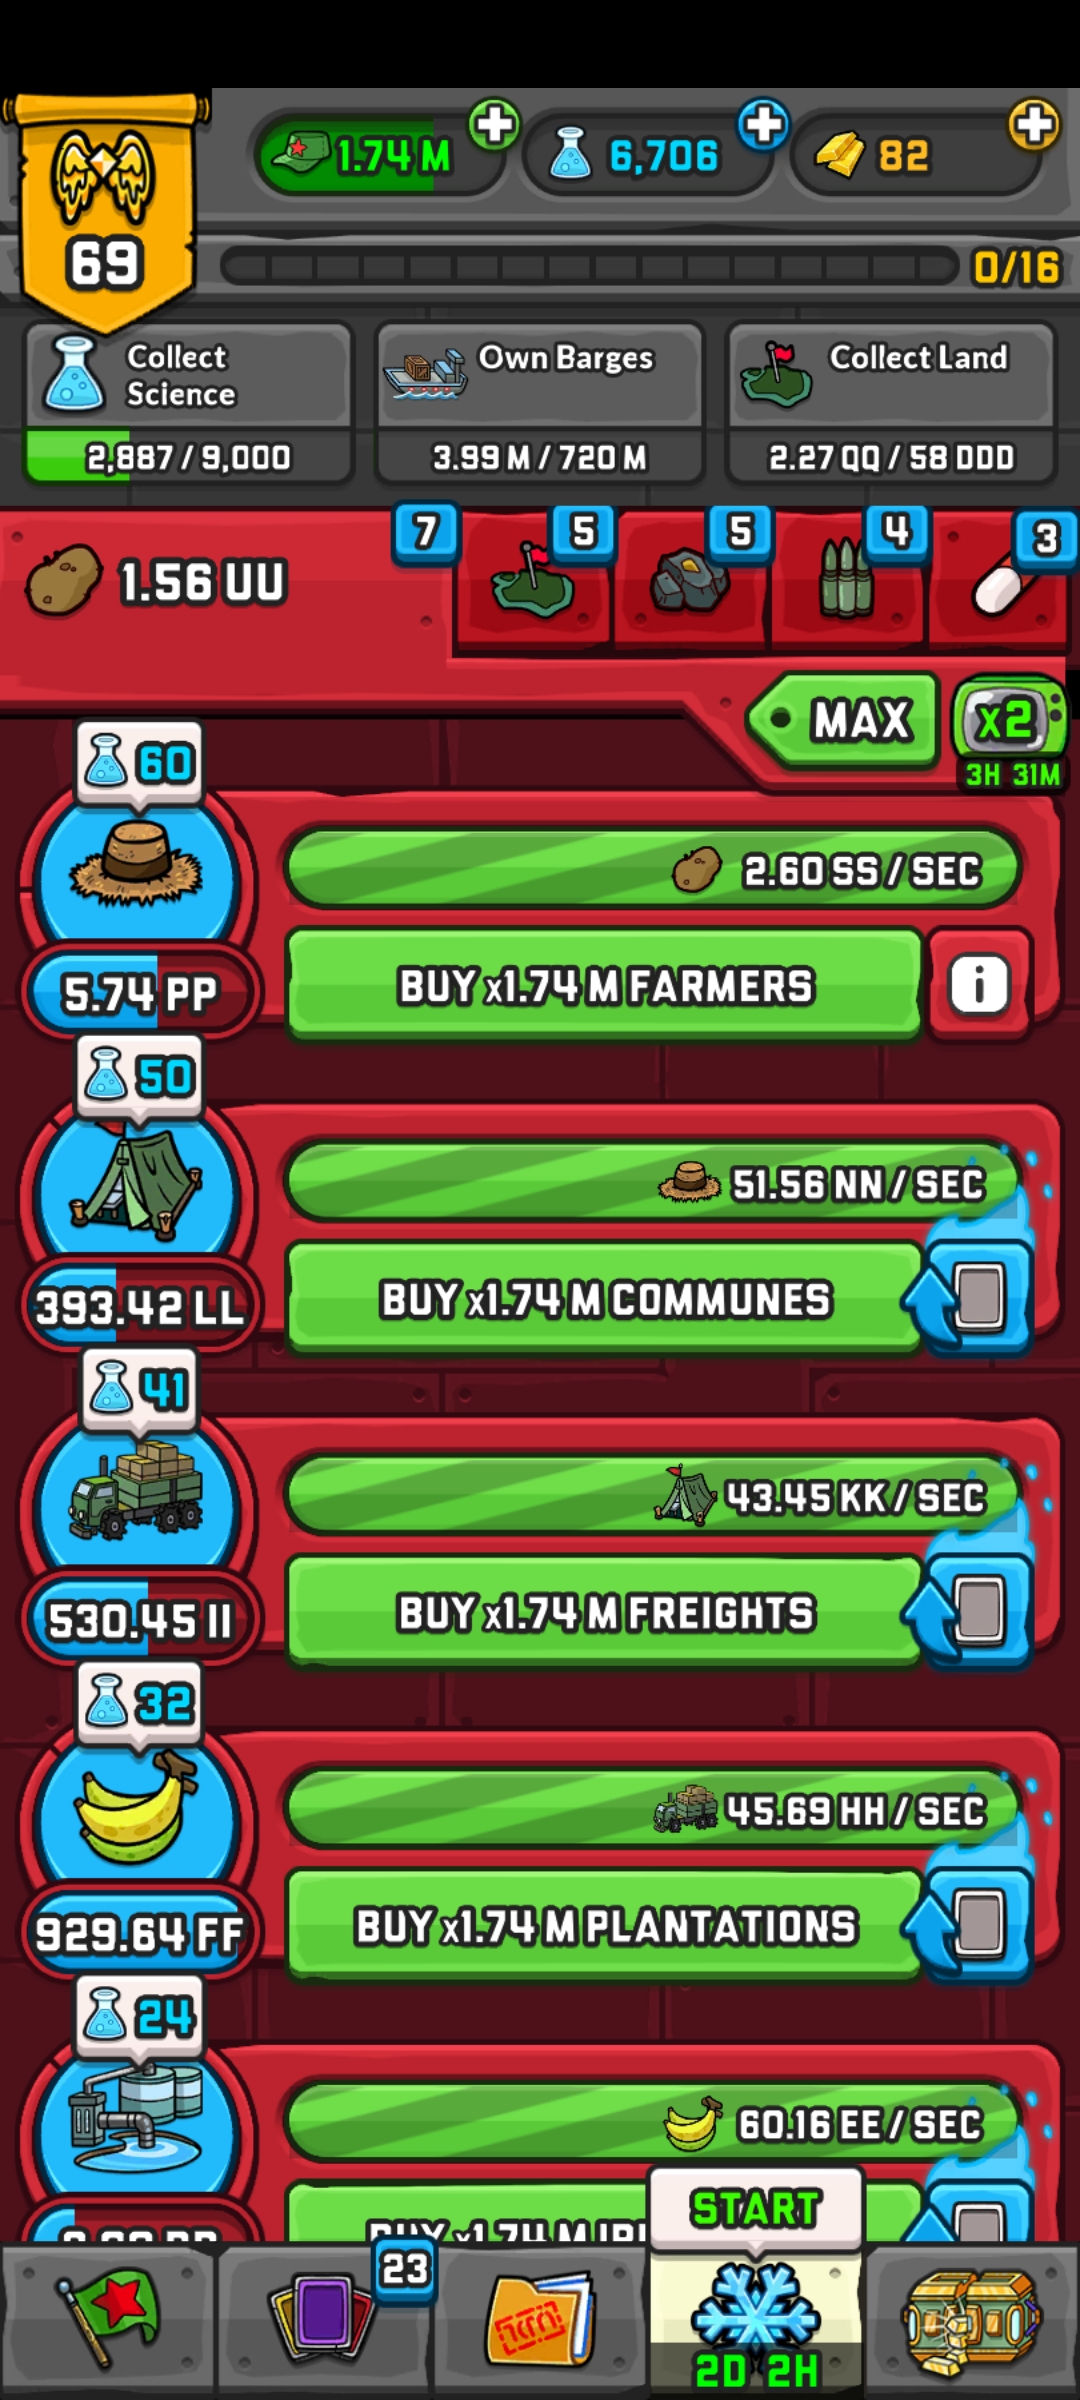 1.74 M
6,706
82
69
0/16
Collect
Science
2,887 / 9,000
Own Barges
3.99 M / 720 M
Collect Land
2.27 QQ / 58 DDD
1.56 UU
7
5
5
4
3
MAX
x2
3H 31M
60
2.60 SS / SEC
5.74 PP
BUY x1.74 M FARMERS
i
50
51.56 NN / SEC
393.42 LL
BUY x1.74 M COMMUNES
41
43.45 KK / SEC
530.45 II
BUY x1.74 M FREIGHTS
32
45.69 HH / SEC
929.64 FF
BUY x1.74 M PLANTATIONS
24
60.16 EE / SEC
BUY x1.74 M
START
23
2D 2H